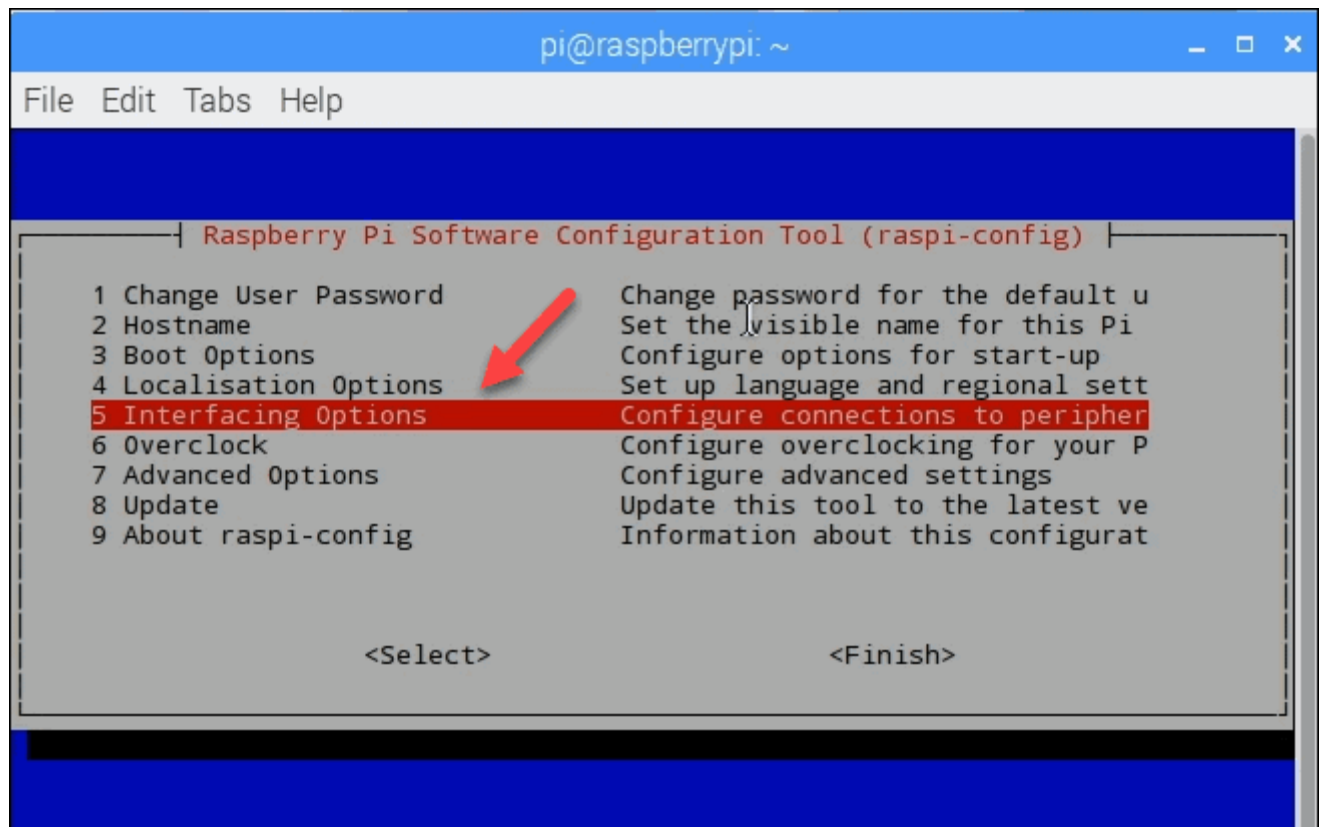 pi@raspberrypi: ~
File Edit Tabs Help
Raspberry Pi Software Configuration Tool (raspi-config)
1 Change User Password Change password for the default u
2 Hostname Set the visible name for this Pi
3 Boot Options Configure options for start-up
4 Localisation Options Set up language and regional sett
5 Interfacing Options Configure connections to peripher
6 Overclock Configure overclocking for your P
7 Advanced Options Configure advanced settings
8 Update Update this tool to the latest ve
9 About raspi-config Information about this configurat
<Select> <Finish>